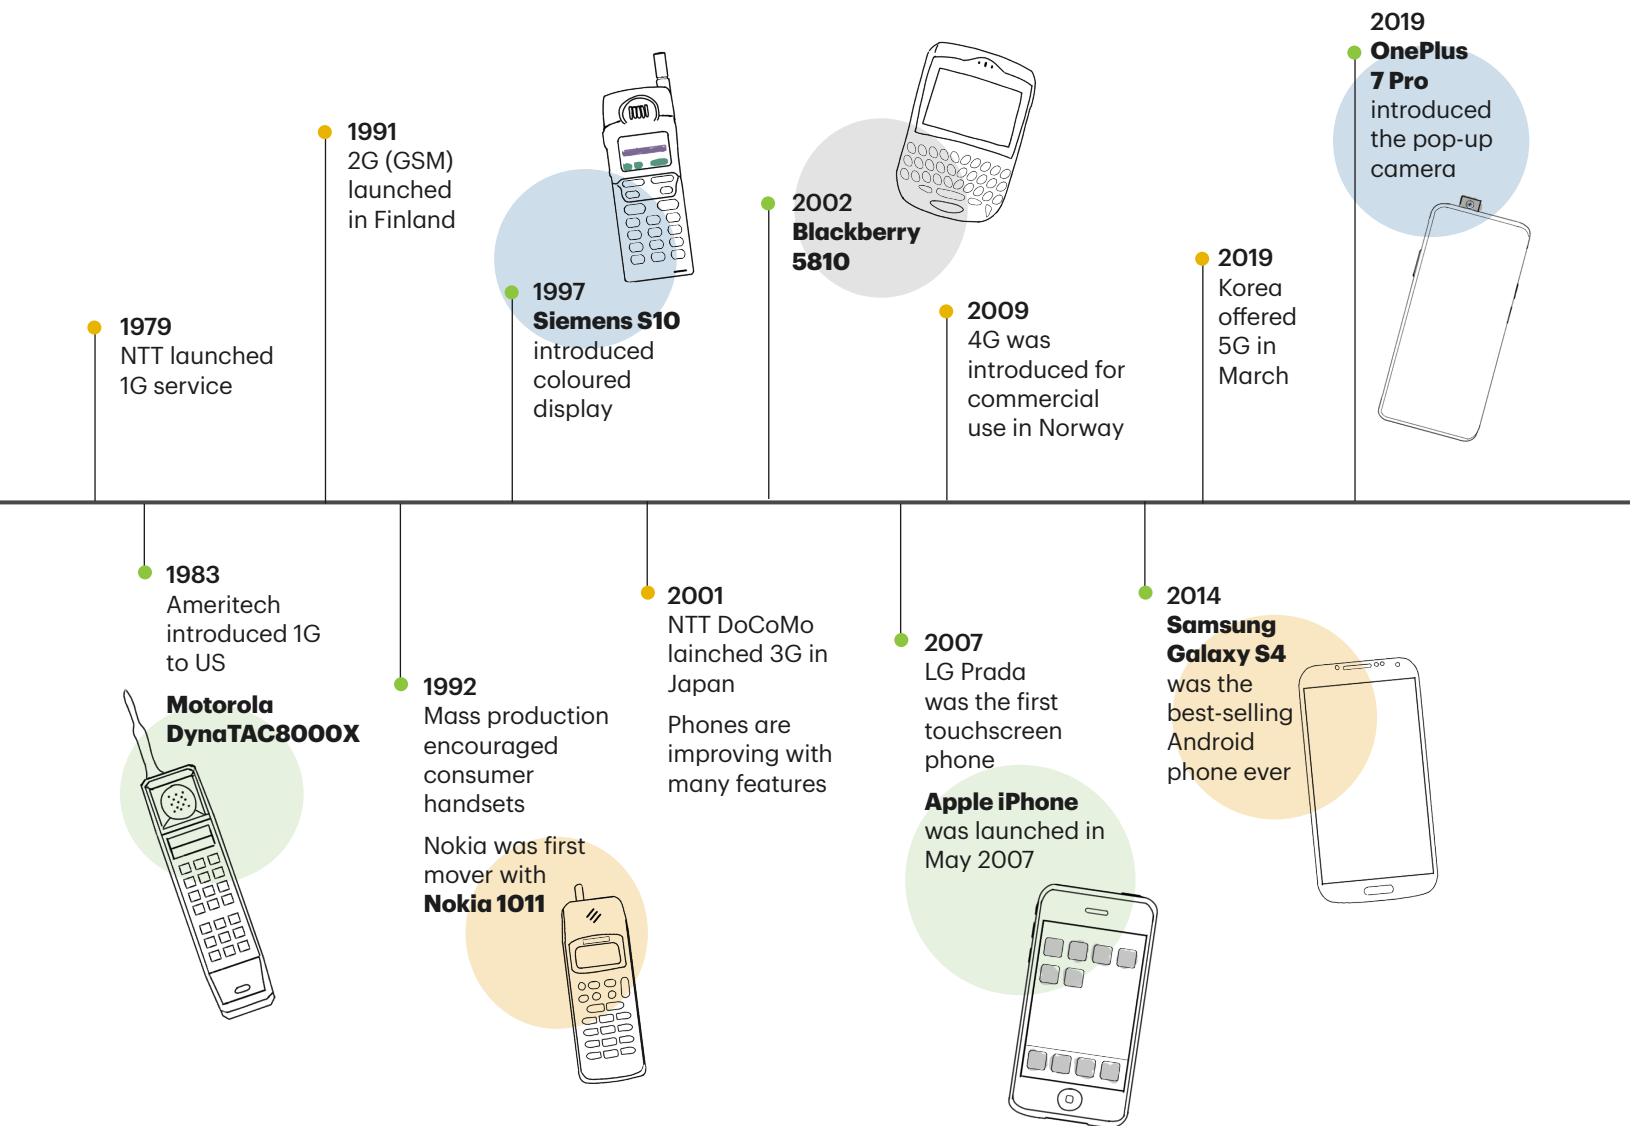 1979
NTT launched
1G service
1983
Ameritech
introduced 1G
to US
Motorola
DynaTAC8000X
1991
2G (GSM)
launched
in Finland
1992
Mass production
encouraged
consumer
handsets
Nokia was first
mover with
Nokia 1011
1997
Siemens S10
introduced
coloured
display
2001
NTT DoCoMo
lainched 3G in
Japan
Phones are
improving with
many features
2002
Blackberry
5810
2007
LG Prada
was the first
touchscreen
phone
Apple iPhone
was launched in
May 2007
2009
4G was
introduced for
commercial
use in Norway
2014
Samsung
Galaxy S4
was the
best-selling
Android
phone ever
2019
Korea
offered
5G in
March
2019
OnePlus
7 Pro
introduced
the pop-up
camera